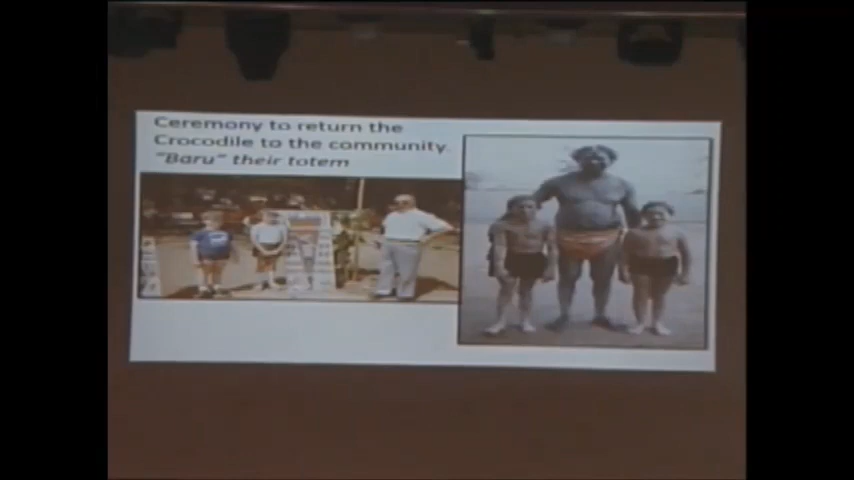 Ceremony to return the
Crocodile to the community.
"Baru" their totem